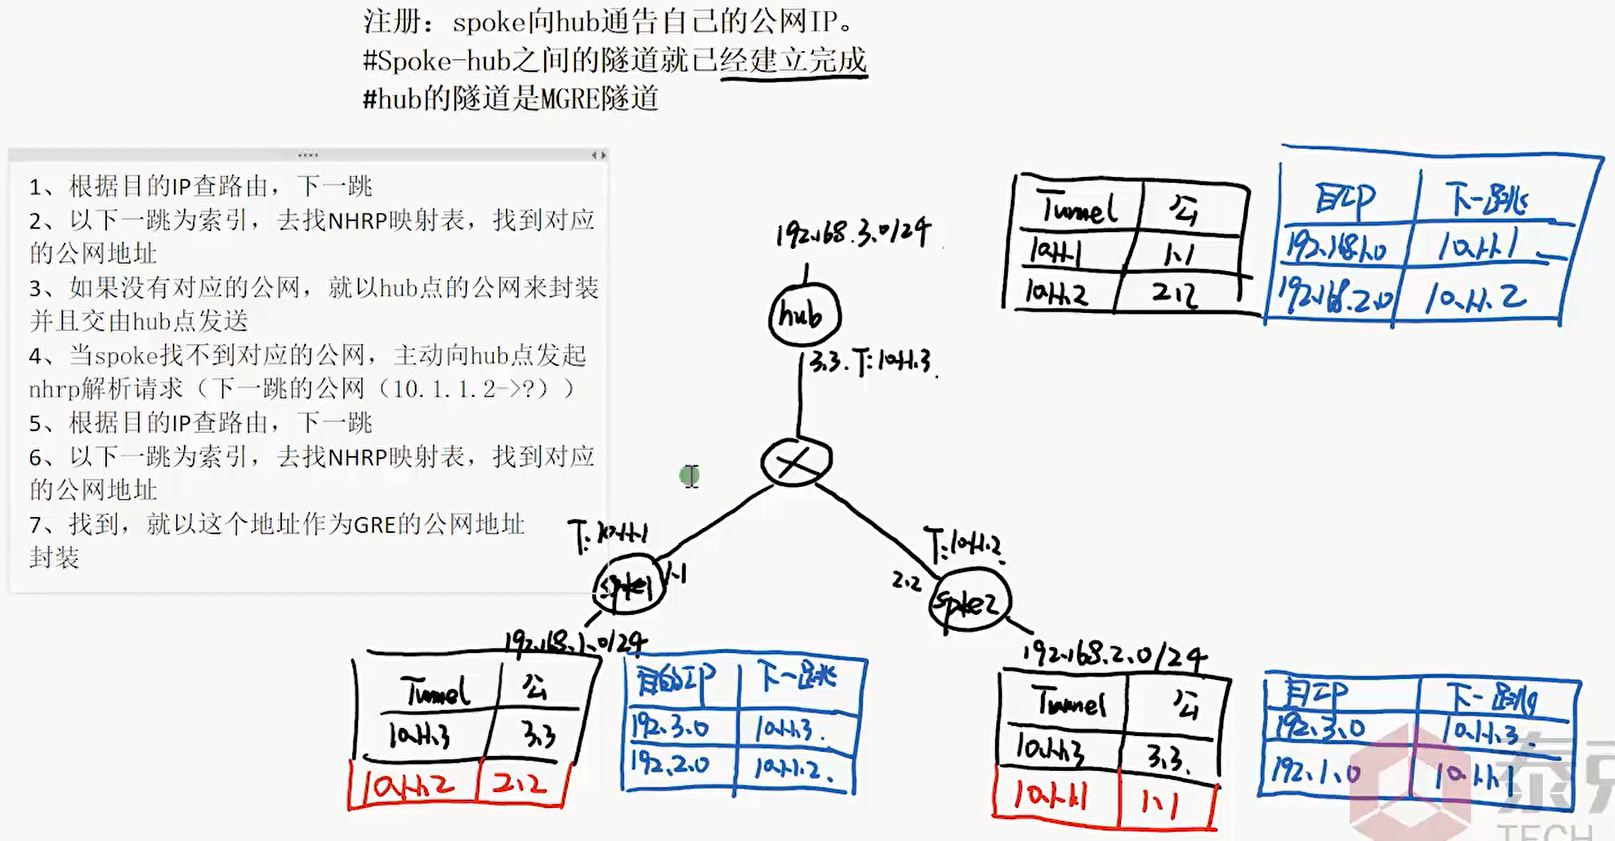 注册：spoke向hub通告自己的公网IP。
#Spoke-hub之间的隧道就已经建立完成
#hub的隧道是MGRE隧道
1、根据目的IP查路由，下一跳
2、以下一跳为索引，去找NHRP映射表，找到对应
的公网地址
3、如果没有对应的公网，就以hub点的公网来封装
并且交由hub点发送
4、当spoke找不到对应的公网，主动向hub点发起
nhrp解析请求（下一跳的公网（10.1.1.2->?））
5、根据目的IP查路由，下一跳
6、以下一跳为索引，去找NHRP映射表，找到对应
的公网地址
7、找到，就以这个地址作为GRE的公网地址
封装
192.168.3.0/24
hub
3.3. T:10.1.1.3
Tunnel 公
10.1.1.1 1.1
10.1.1.2 2.2
目IP 下一跳
192.168.1.0 10.1.1.1
192.168.2.0 10.1.1.2
T:10.1.1.1
spke1 1.1
192.168.1.0/24
T:10.1.1.2
2.2 spke2
192.168.2.0/24
Tunnel 公
10.1.1.3 3.3
10.1.1.2 2.2
目的IP 下一跳
192.3.0 10.1.1.3.
192.2.0 10.1.1.2.
Tunnel 公
10.1.1.3 3.3.
10.1.1.1 1.1
目IP 下一跳
192.3.0 10.1.1.3.
192.1.0 10.1.1.1
TECH